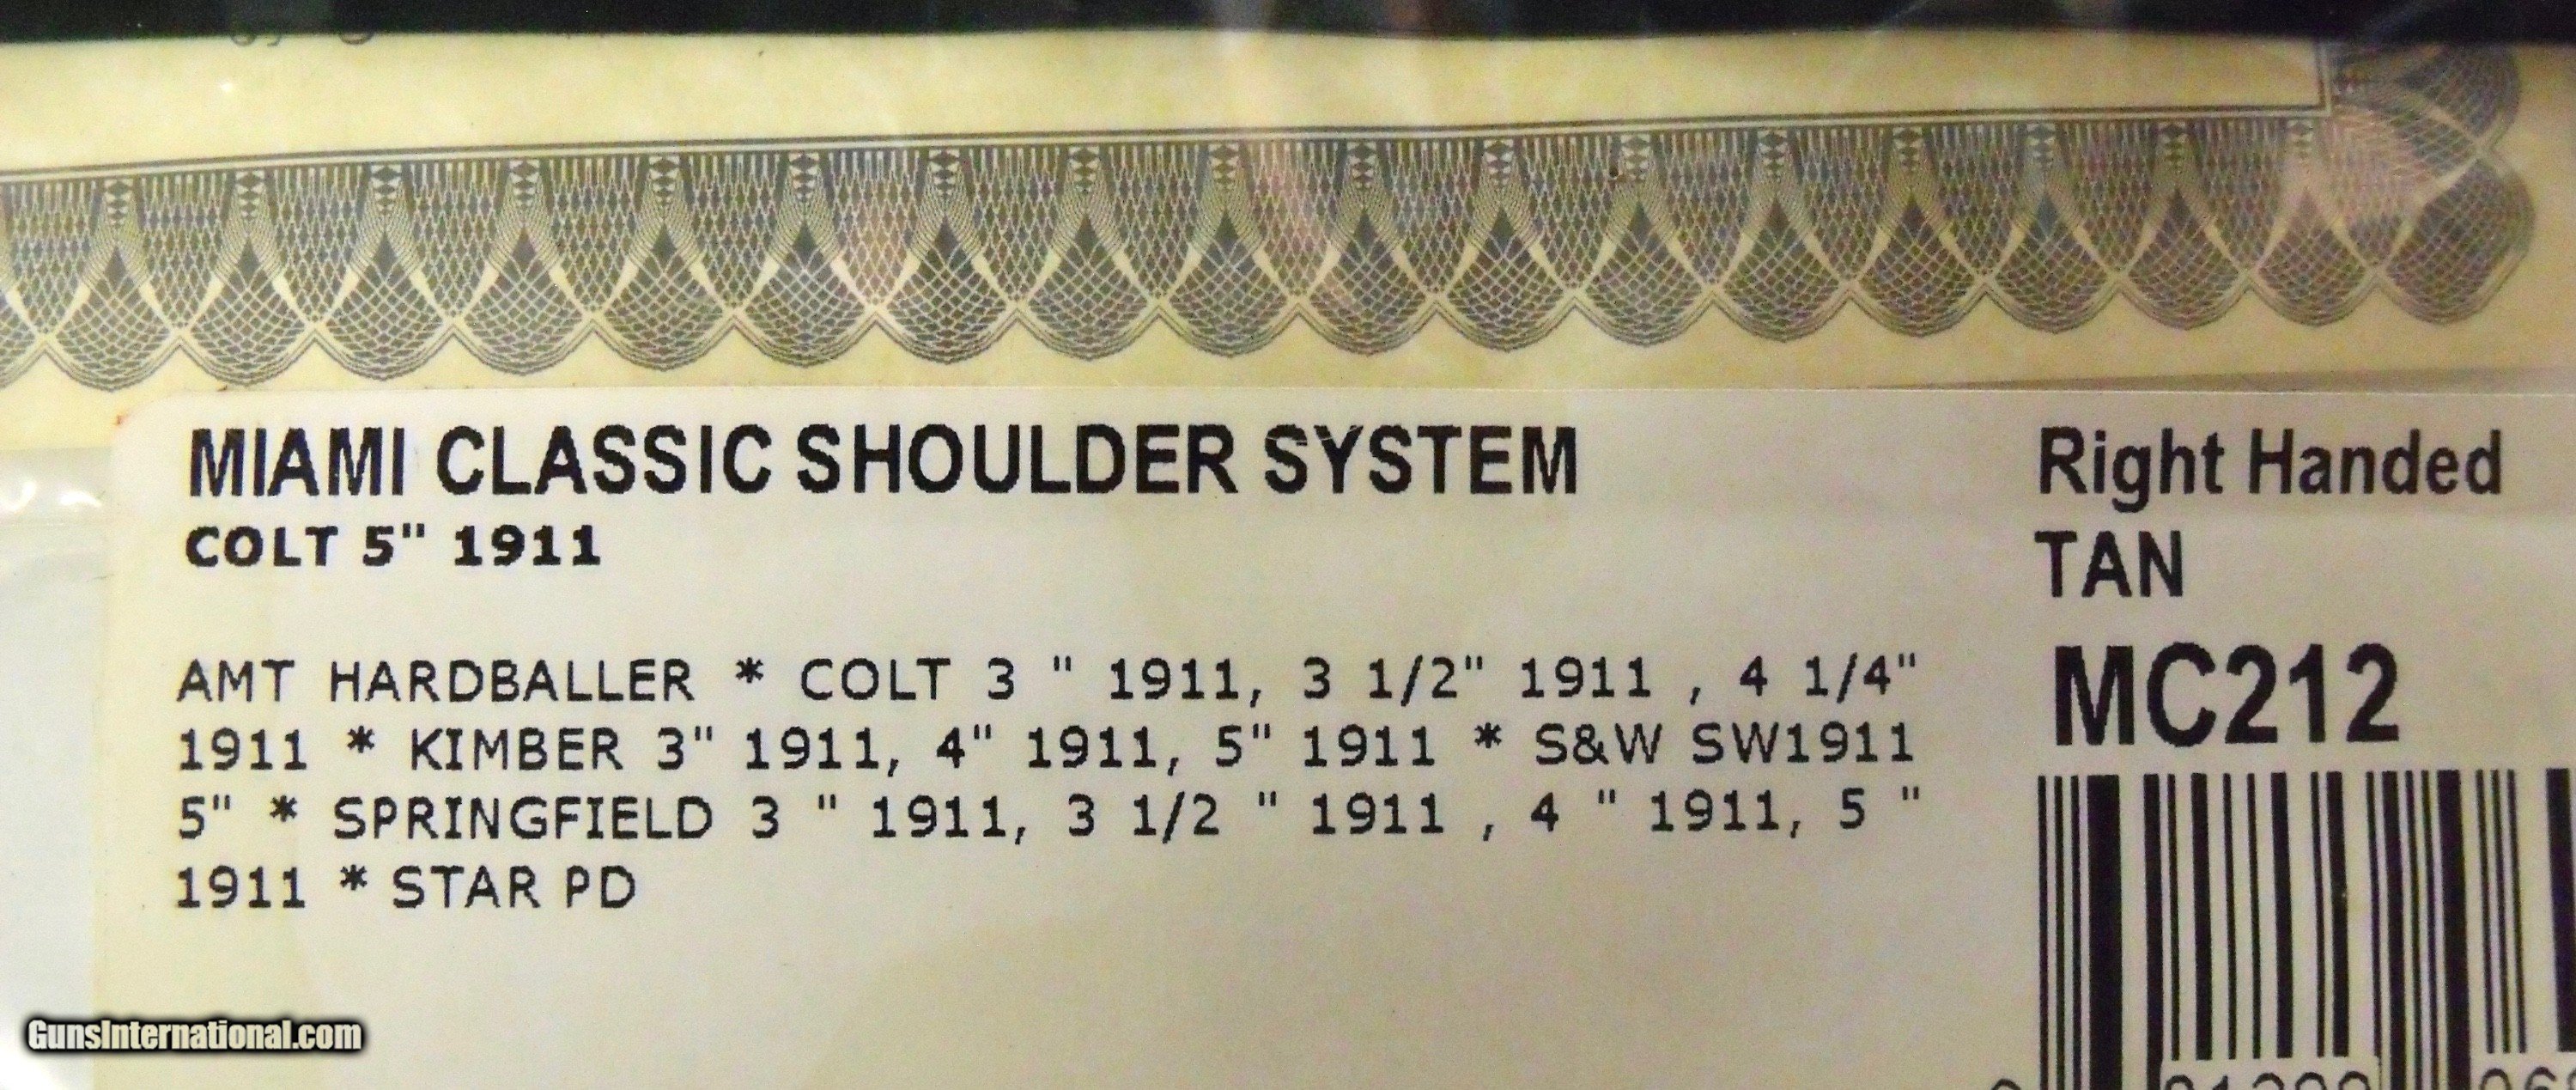 MIAMI CLASSIC SHOULDER SYSTEM
COLT 5" 1911
Right Handed
TAN
MC212
AMT HARDBALLER * COLT 3 " 1911, 3 1/2" 1911 , 4 1/4"
1911 * KIMBER 3" 1911, 4" 1911, 5" 1911 * S&W SW1911
5" * SPRINGFIELD 3 " 1911, 3 1/2 " 1911 , 4 " 1911, 5 "
1911 * STAR PD
GunsInternational.com